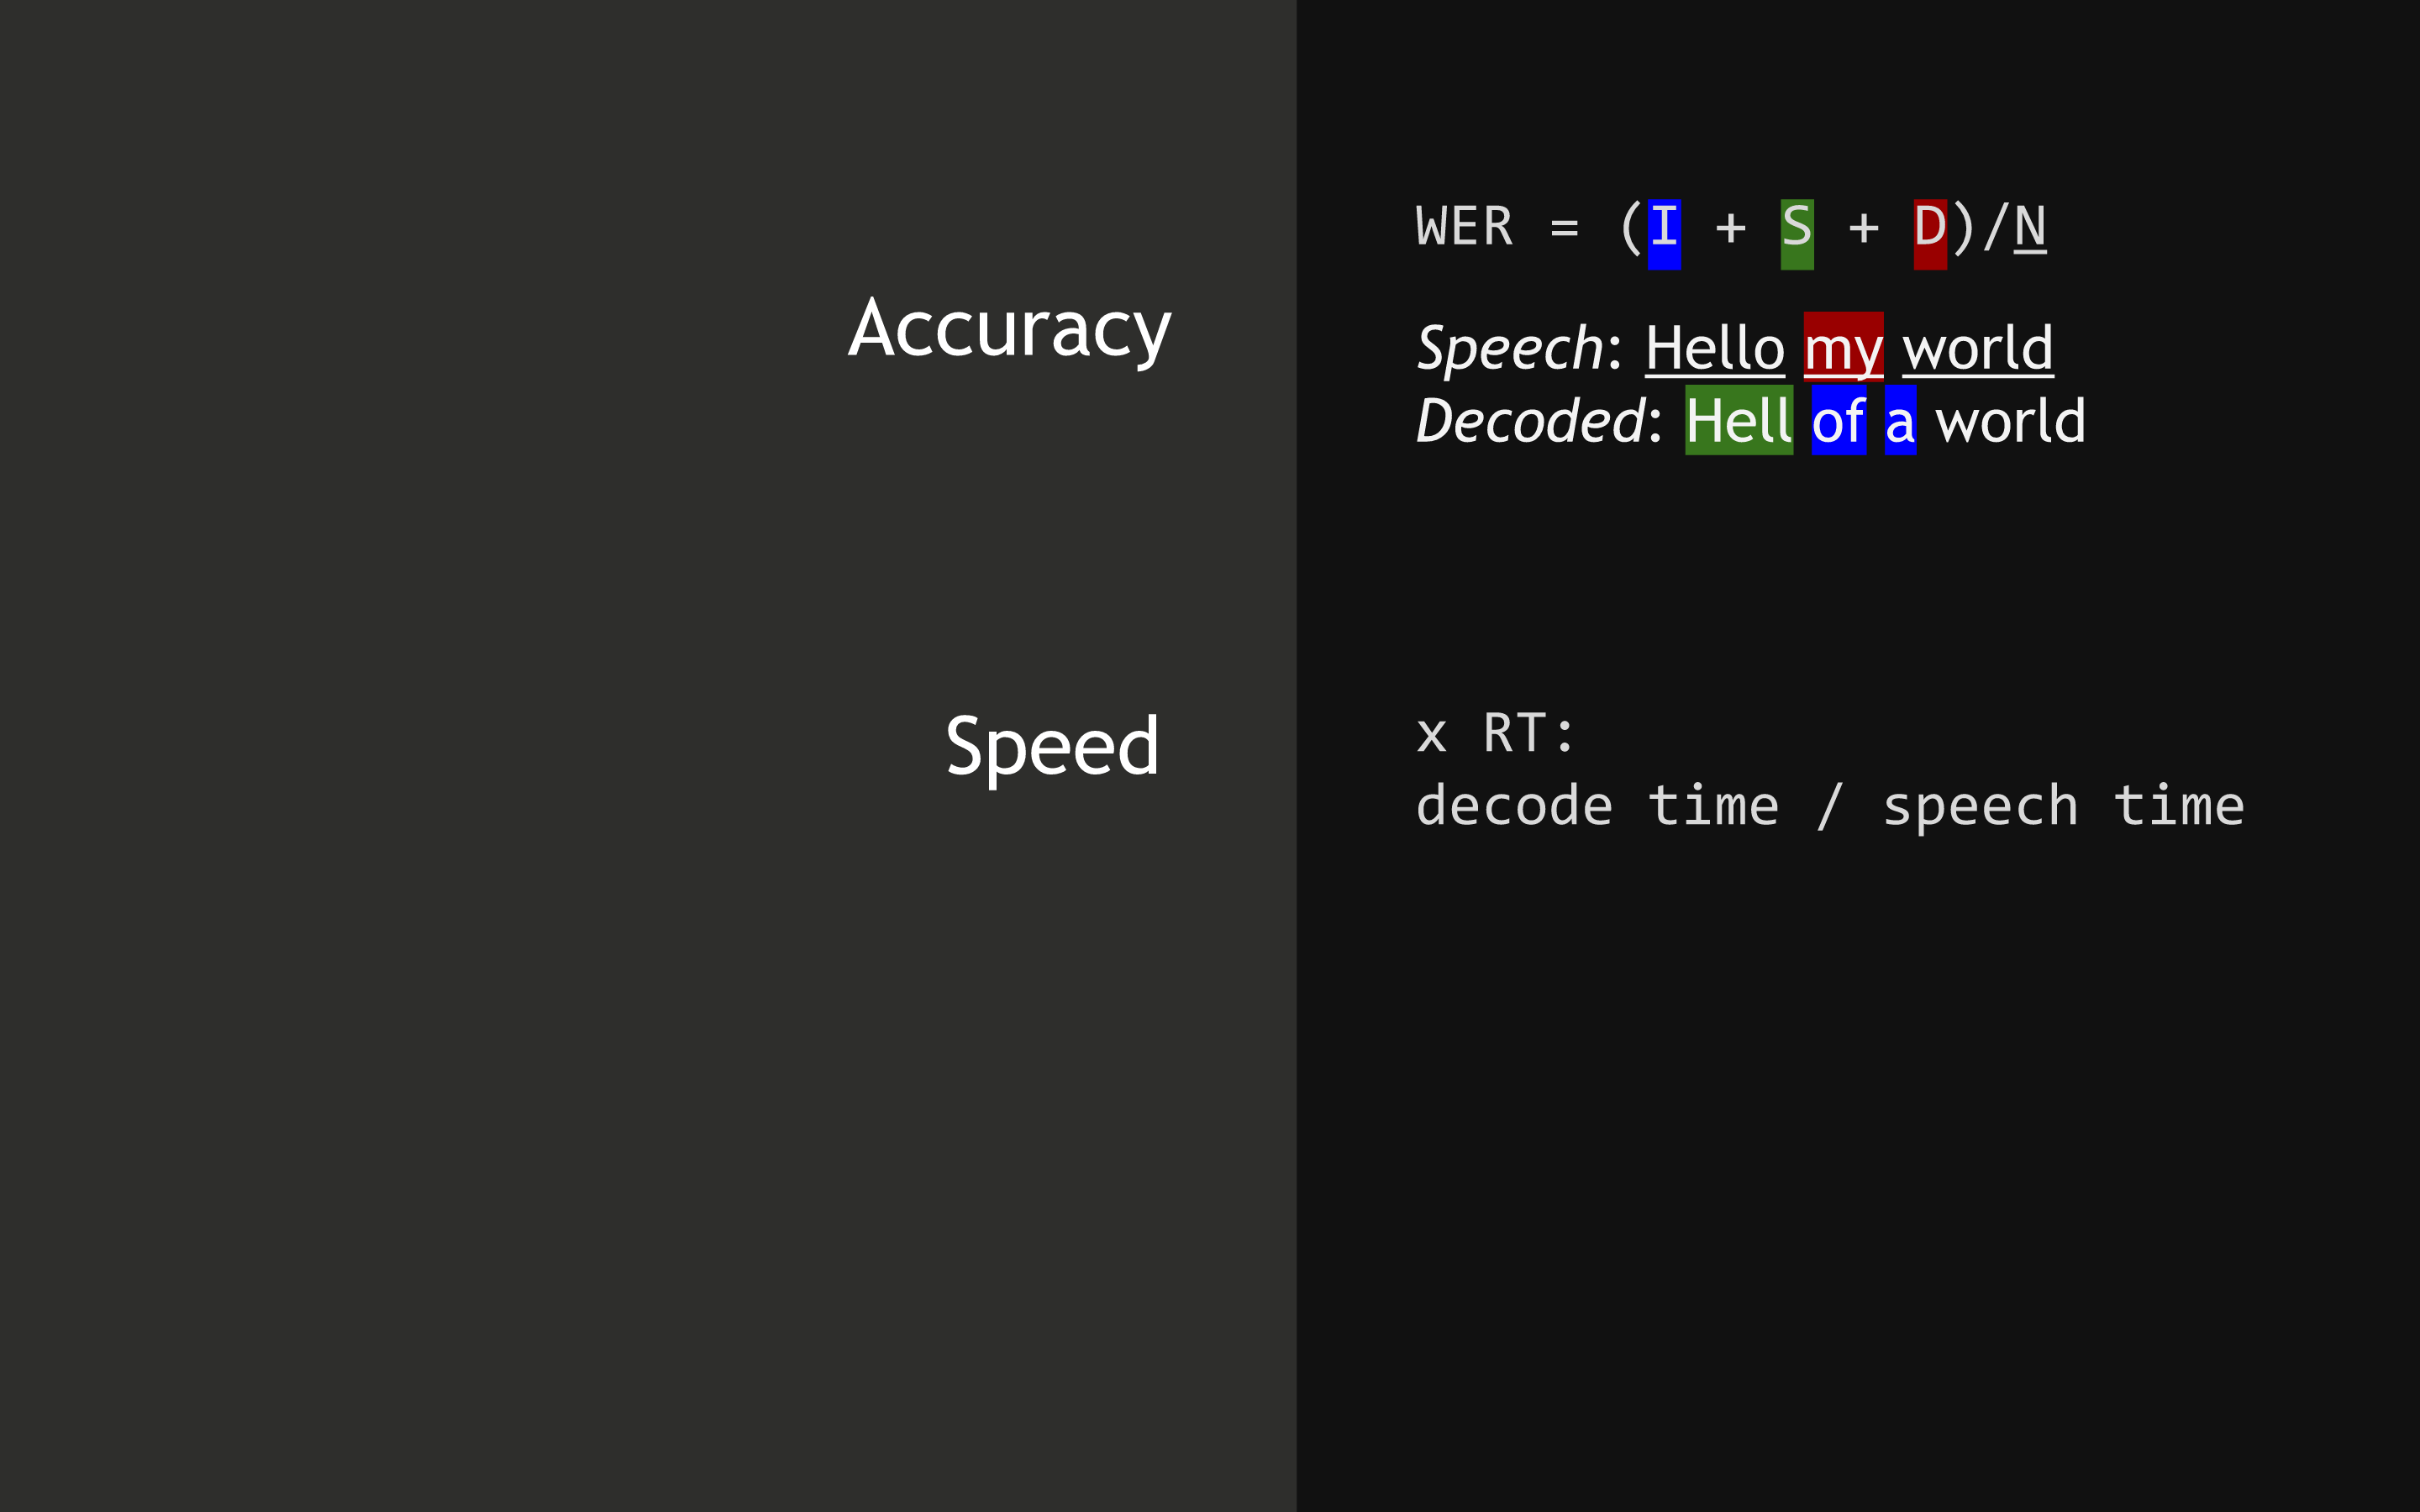 Accuracy
WER = (I + S + D)/N
Speech: Hello my world
Decoded: Hell of a world
Speed
x RT:
decode time / speech time